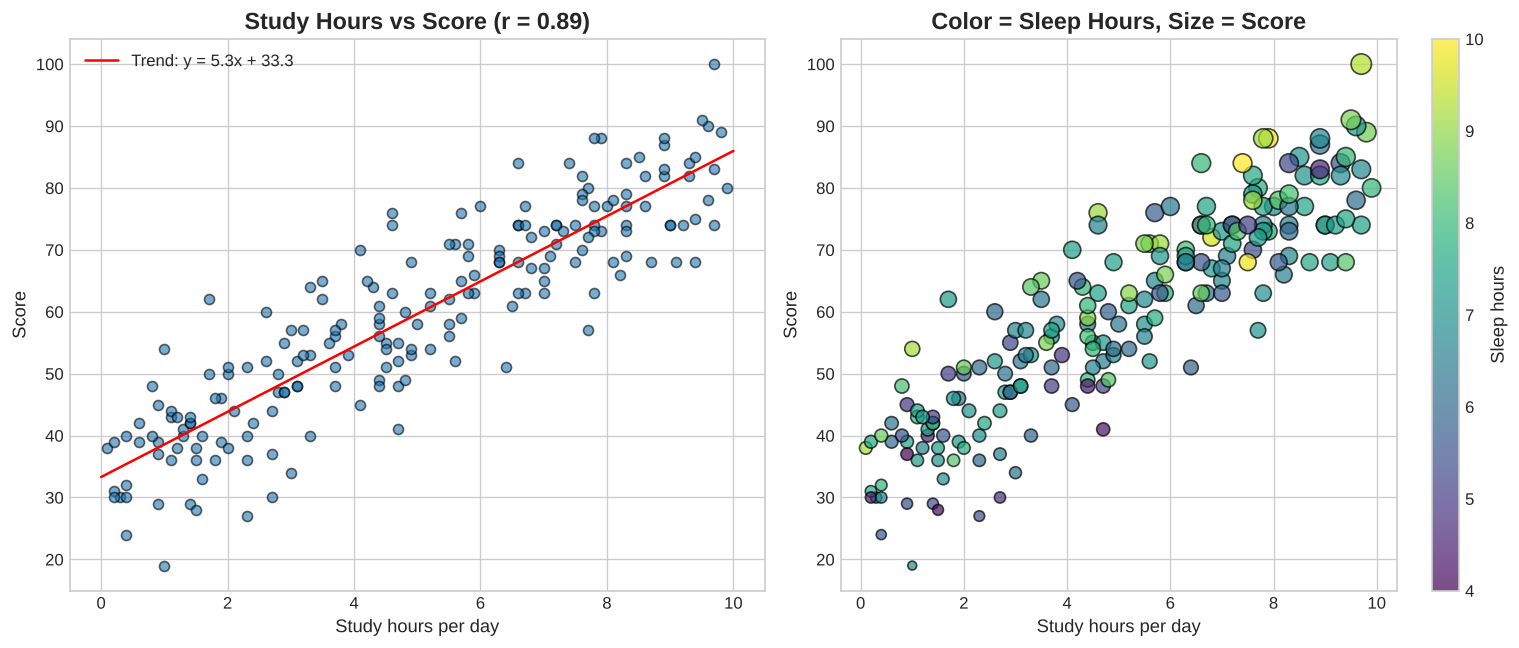 Study Hours vs Score (r = 0.89)
Trend: y = 5.3x + 33.3
100
90
80
70
60
50
40
30
20
Score
0 2 4 6 8 10
Study hours per day
Color = Sleep Hours, Size = Score
100
90
80
70
60
50
40
30
20
Score
0 2 4 6 8 10
Study hours per day
10
9
8
7
6
5
4
Sleep hours